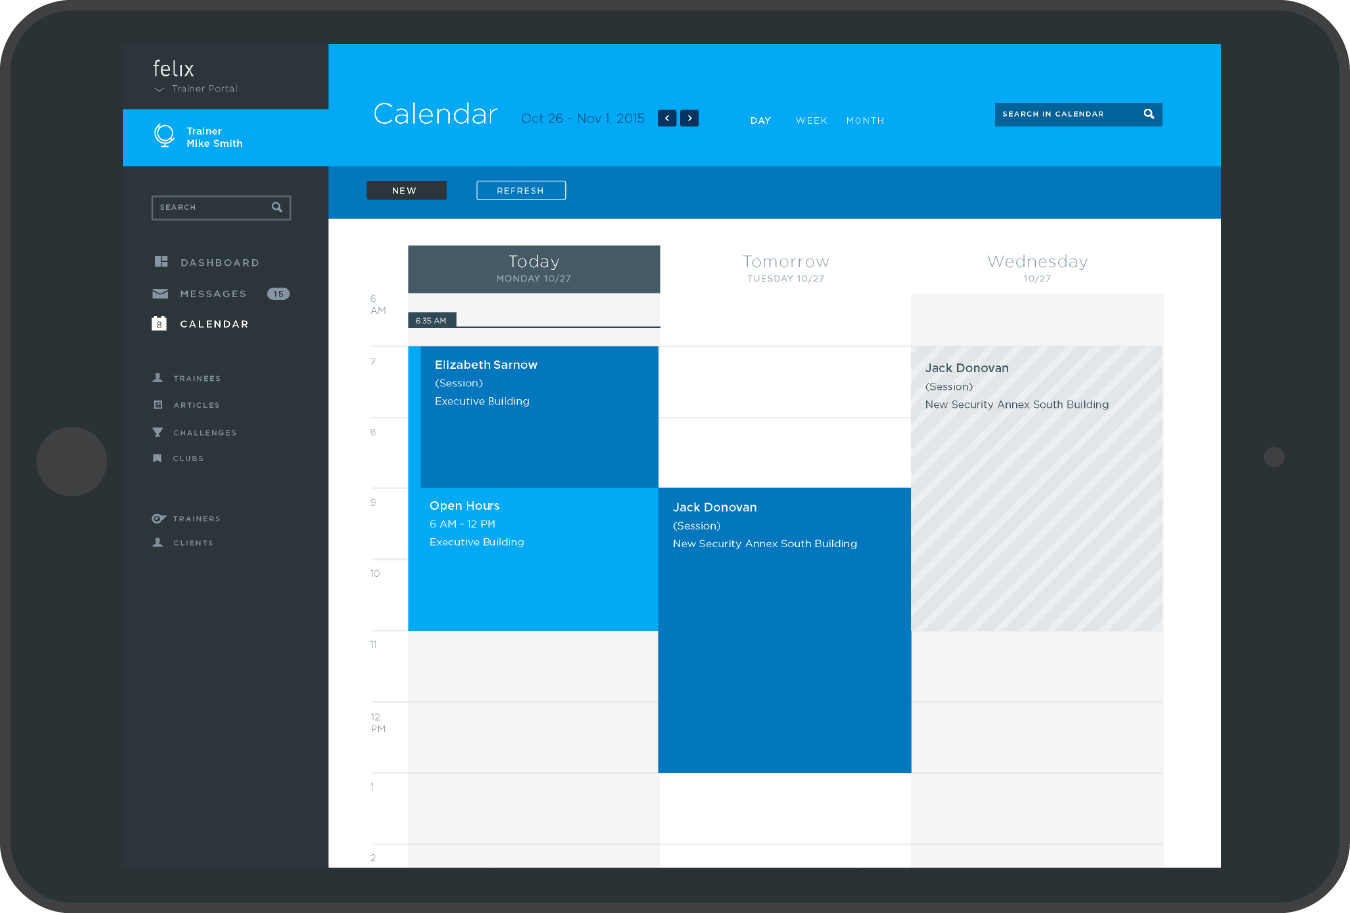 felix
Trainer Portal
Trainer
Mike Smith
SEARCH
DASHBOARD
MESSAGES 15
8 CALENDAR
TRAINEES
ARTICLES
CHALLENGES
CLUBS
TRAINERS
CLIENTS
Calendar Oct 26 - Nov 1, 2015 < > DAY WEEK MONTH SEARCH IN CALENDAR
NEW REFRESH
Today
MONDAY 10/27
Tomorrow
TUESDAY 10/27
Wednesday
10/27
6
AM
6:35 AM
7
Elizabeth Sarnow
(Session)
Executive Building
Jack Donovan
(Session)
New Security Annex South Building
8
9
Open Hours
6 AM - 12 PM
Executive Building
Jack Donovan
(Session)
New Security Annex South Building
10
11
12
PM
1
2